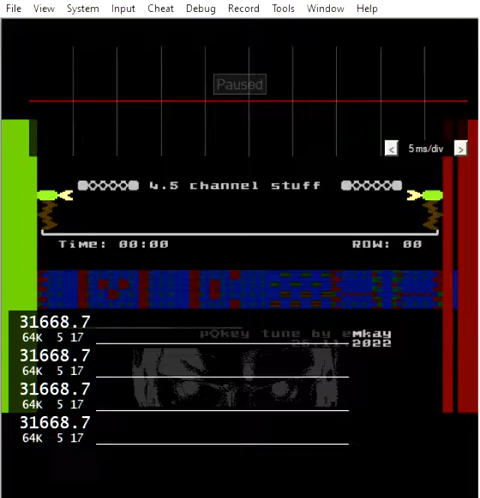 File View System Input Cheat Debug Record Tools Window Help
Paused
< 5 ms/div >
4.5 channel stuff
Time: 00:00 ROW: 00
31668.7
64K 5 17
pOkey tune by emkay
2022
31668.7
64K 5 17
31668.7
64K 5 17
31668.7
64K 5 17